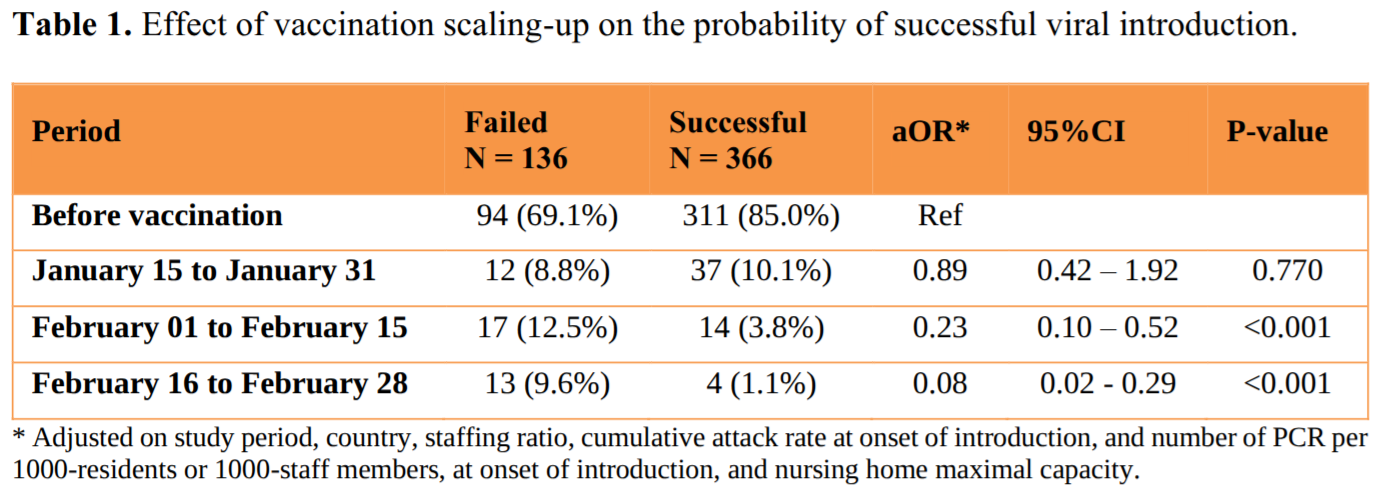 Table 1. Effect of vaccination scaling-up on the probability of successful viral introduction.
Period Failed N = 136 Successful N = 366 aOR* 95%CI P-value
Before vaccination 94 (69.1%) 311 (85.0%) Ref
January 15 to January 31 12 (8.8%) 37 (10.1%) 0.89 0.42 – 1.92 0.770
February 01 to February 15 17 (12.5%) 14 (3.8%) 0.23 0.10 – 0.52 <0.001
February 16 to February 28 13 (9.6%) 4 (1.1%) 0.08 0.02 - 0.29 <0.001
* Adjusted on study period, country, staffing ratio, cumulative attack rate at onset of introduction, and number of PCR per
1000-residents or 1000-staff members, at onset of introduction, and nursing home maximal capacity.